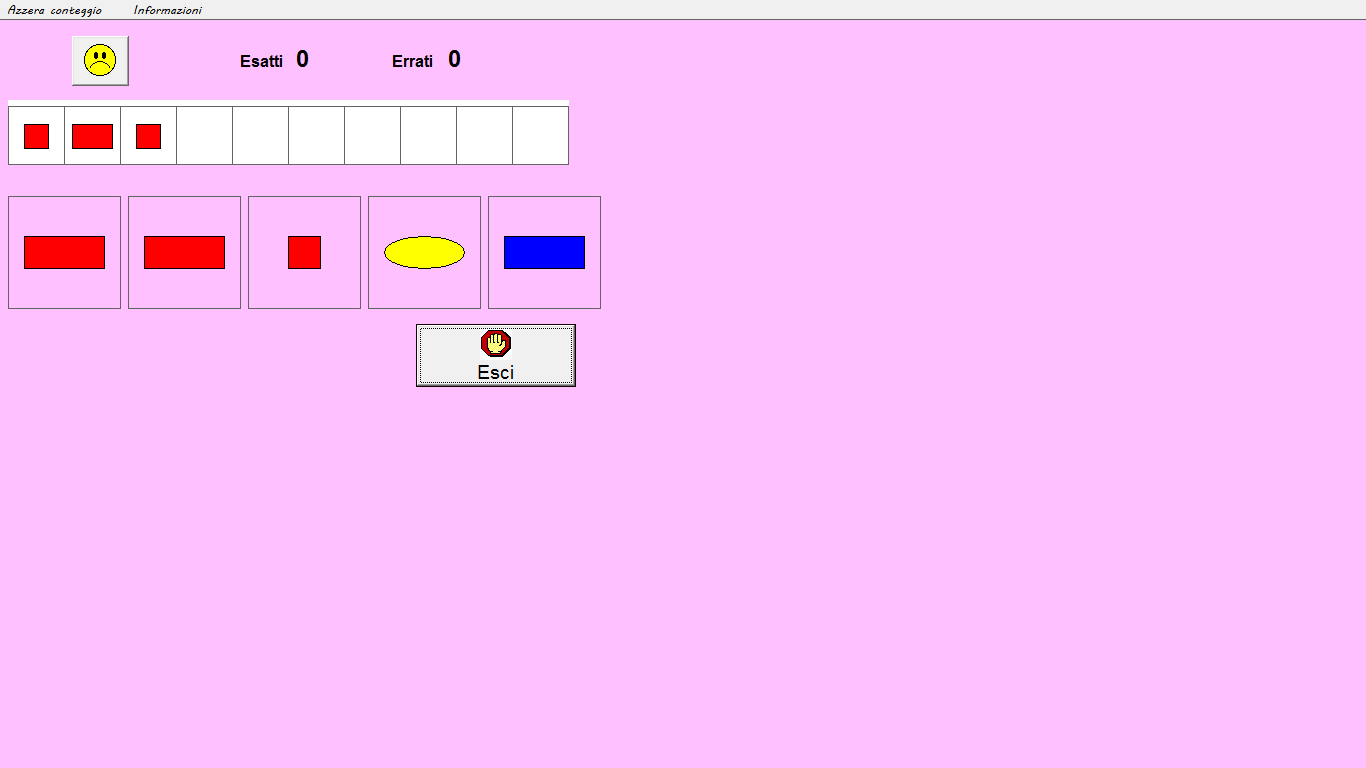 Azzera conteggio Informazioni
Esatti 0 Errati 0
Esci